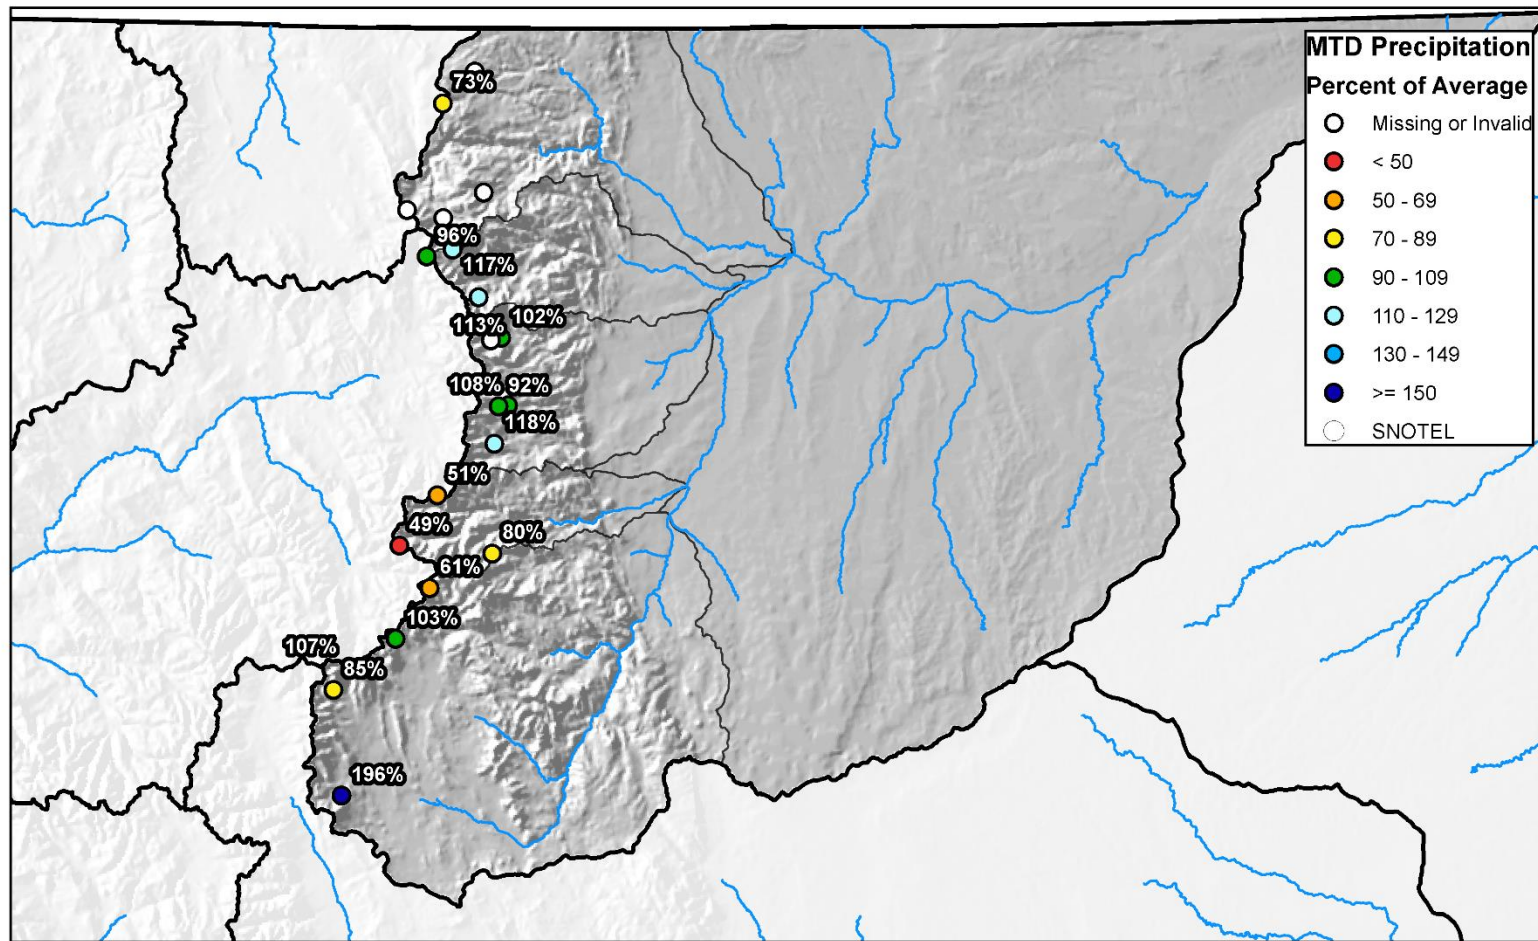 MTD Precipitation
Percent of Average
Missing or Invalid
< 50
50 - 69
70 - 89
90 - 109
110 - 129
130 - 149
>= 150
SNOTEL
73%
96%
117%
102%
113%
108% 92%
118%
51%
49%
80%
61%
103%
107%
85%
196%